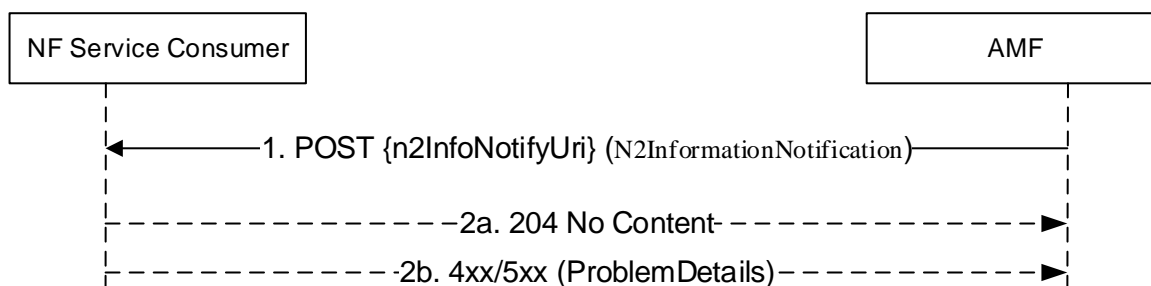 NF Service Consumer
AMF
1. POST {n2InfoNotifyUri} (N2InformationNotification)
2a. 204 No Content
2b. 4xx/5xx (ProblemDetails)